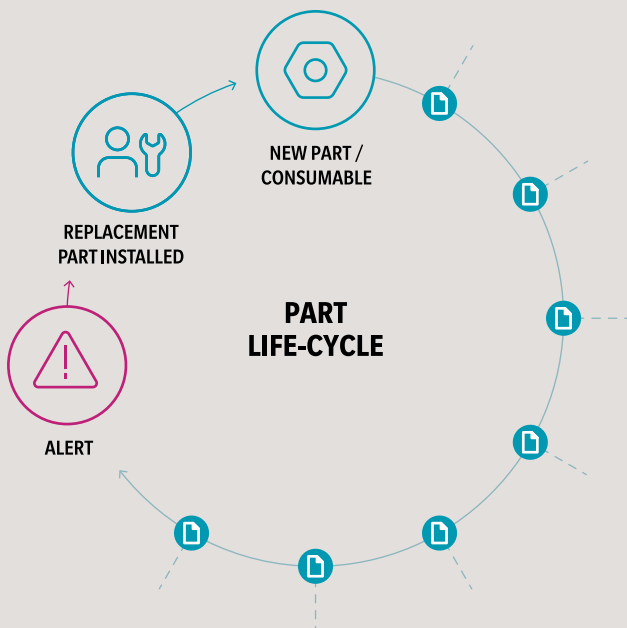 NEW PART /
CONSUMABLE
REPLACEMENT
PART INSTALLED
PART
LIFE-CYCLE
ALERT